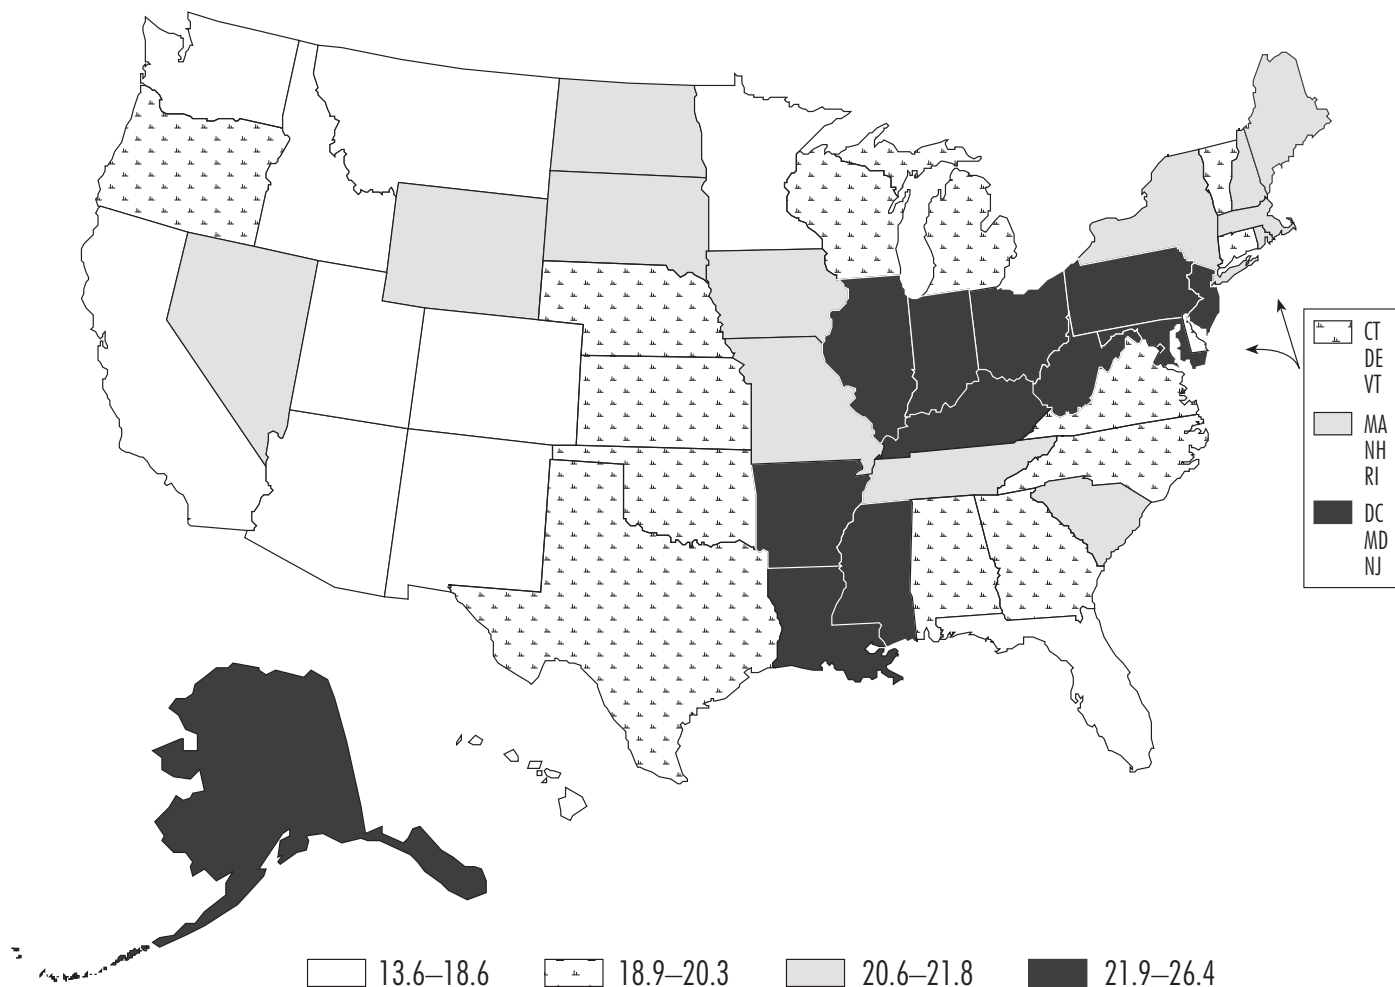 CT
DE
VT
MA
NH
RI
DC
MD
NJ
13.6–18.6 18.9–20.3 20.6–21.8 21.9–26.4